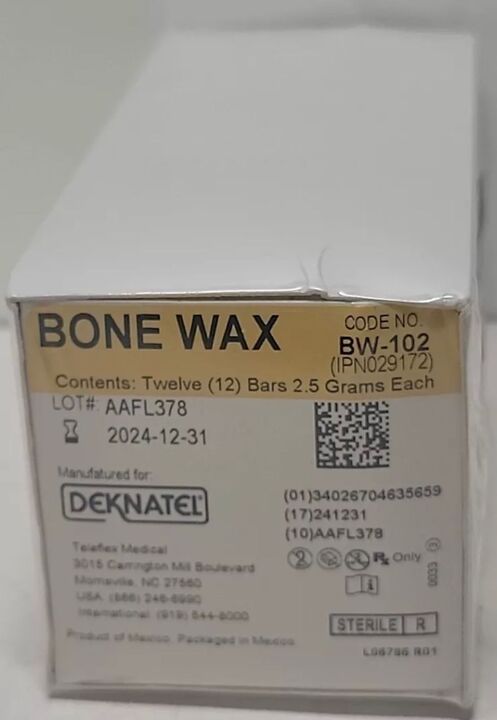 BONE WAX
CODE NO.
BW-102
(IPN029172)
Contents: Twelve (12) Bars 2.5 Grams Each
LOT#: AAFL378
2024-12-31
Manufatured for:
DEKNATEL®
(01)34026704635659
(17)241231
(10)AAFL378
Rx Only
Teleflex Medical
3015 Carrington Mill Boulevard
Morrisville, NC 27560
USA (866) 246-6990
International (919) 544-8000
Product of Mexico. Packaged in Mexico
STERILE R
0033